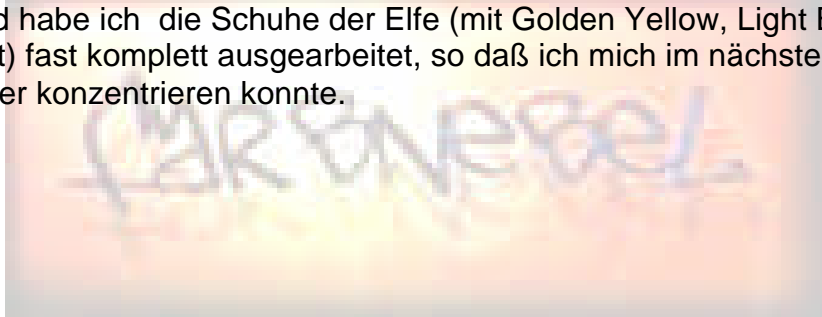 d habe ich  die Schuhe der Elfe (mit Golden Yellow, Light
t) fast komplett ausgearbeitet, so daß ich mich im nächste
er konzentrieren konnte.
FARBNeBeL